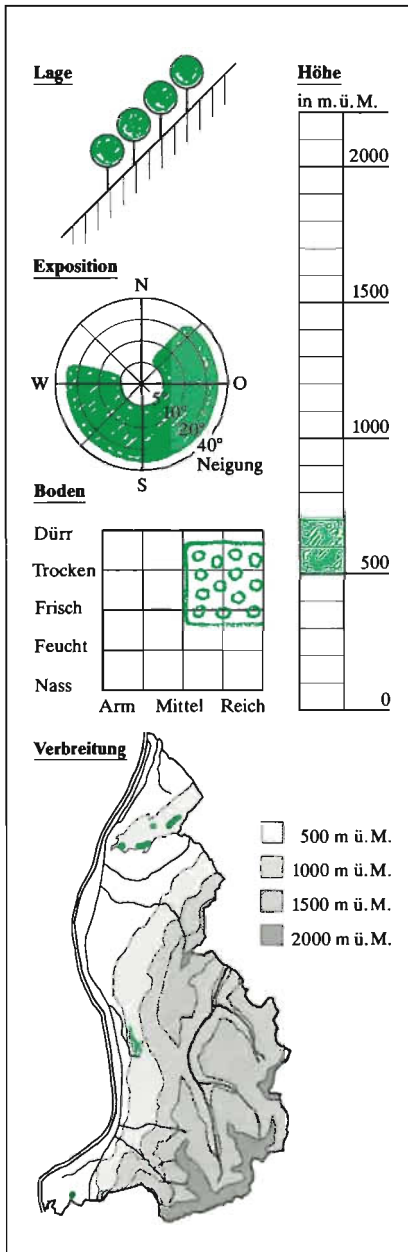 Lage
Höhe
in m. ü. M.
2000
1500
1000
500
0
Exposition
N
W
O
S
5°
10°
20°
40°
Neigung
Boden
Dürr
Trocken
Frisch
Feucht
Nass
Arm Mittel Reich
Verbreitung
500 m ü. M.
1000 m ü. M.
1500 m ü. M.
2000 m ü. M.